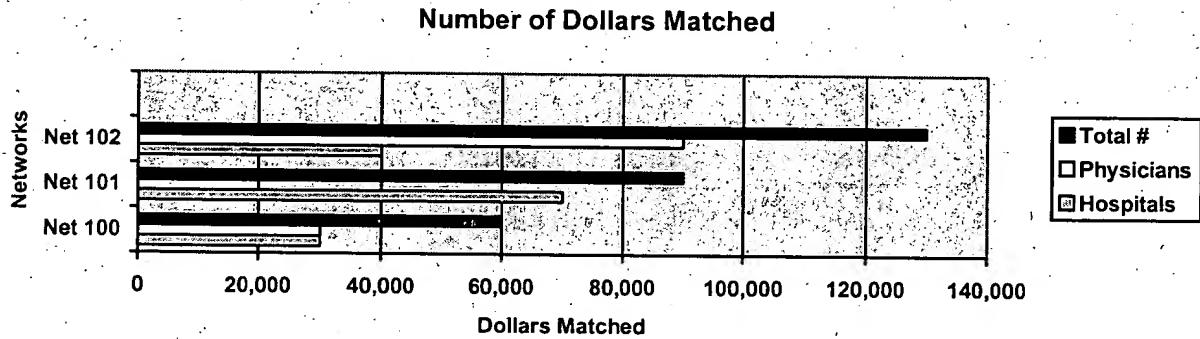 Number of Dollars Matched
Networks
Net 102
Net 101
Net 100
0 20,000 40,000 60,000 80,000 100,000 120,000 140,000
Dollars Matched
Total #
Physicians
Hospitals